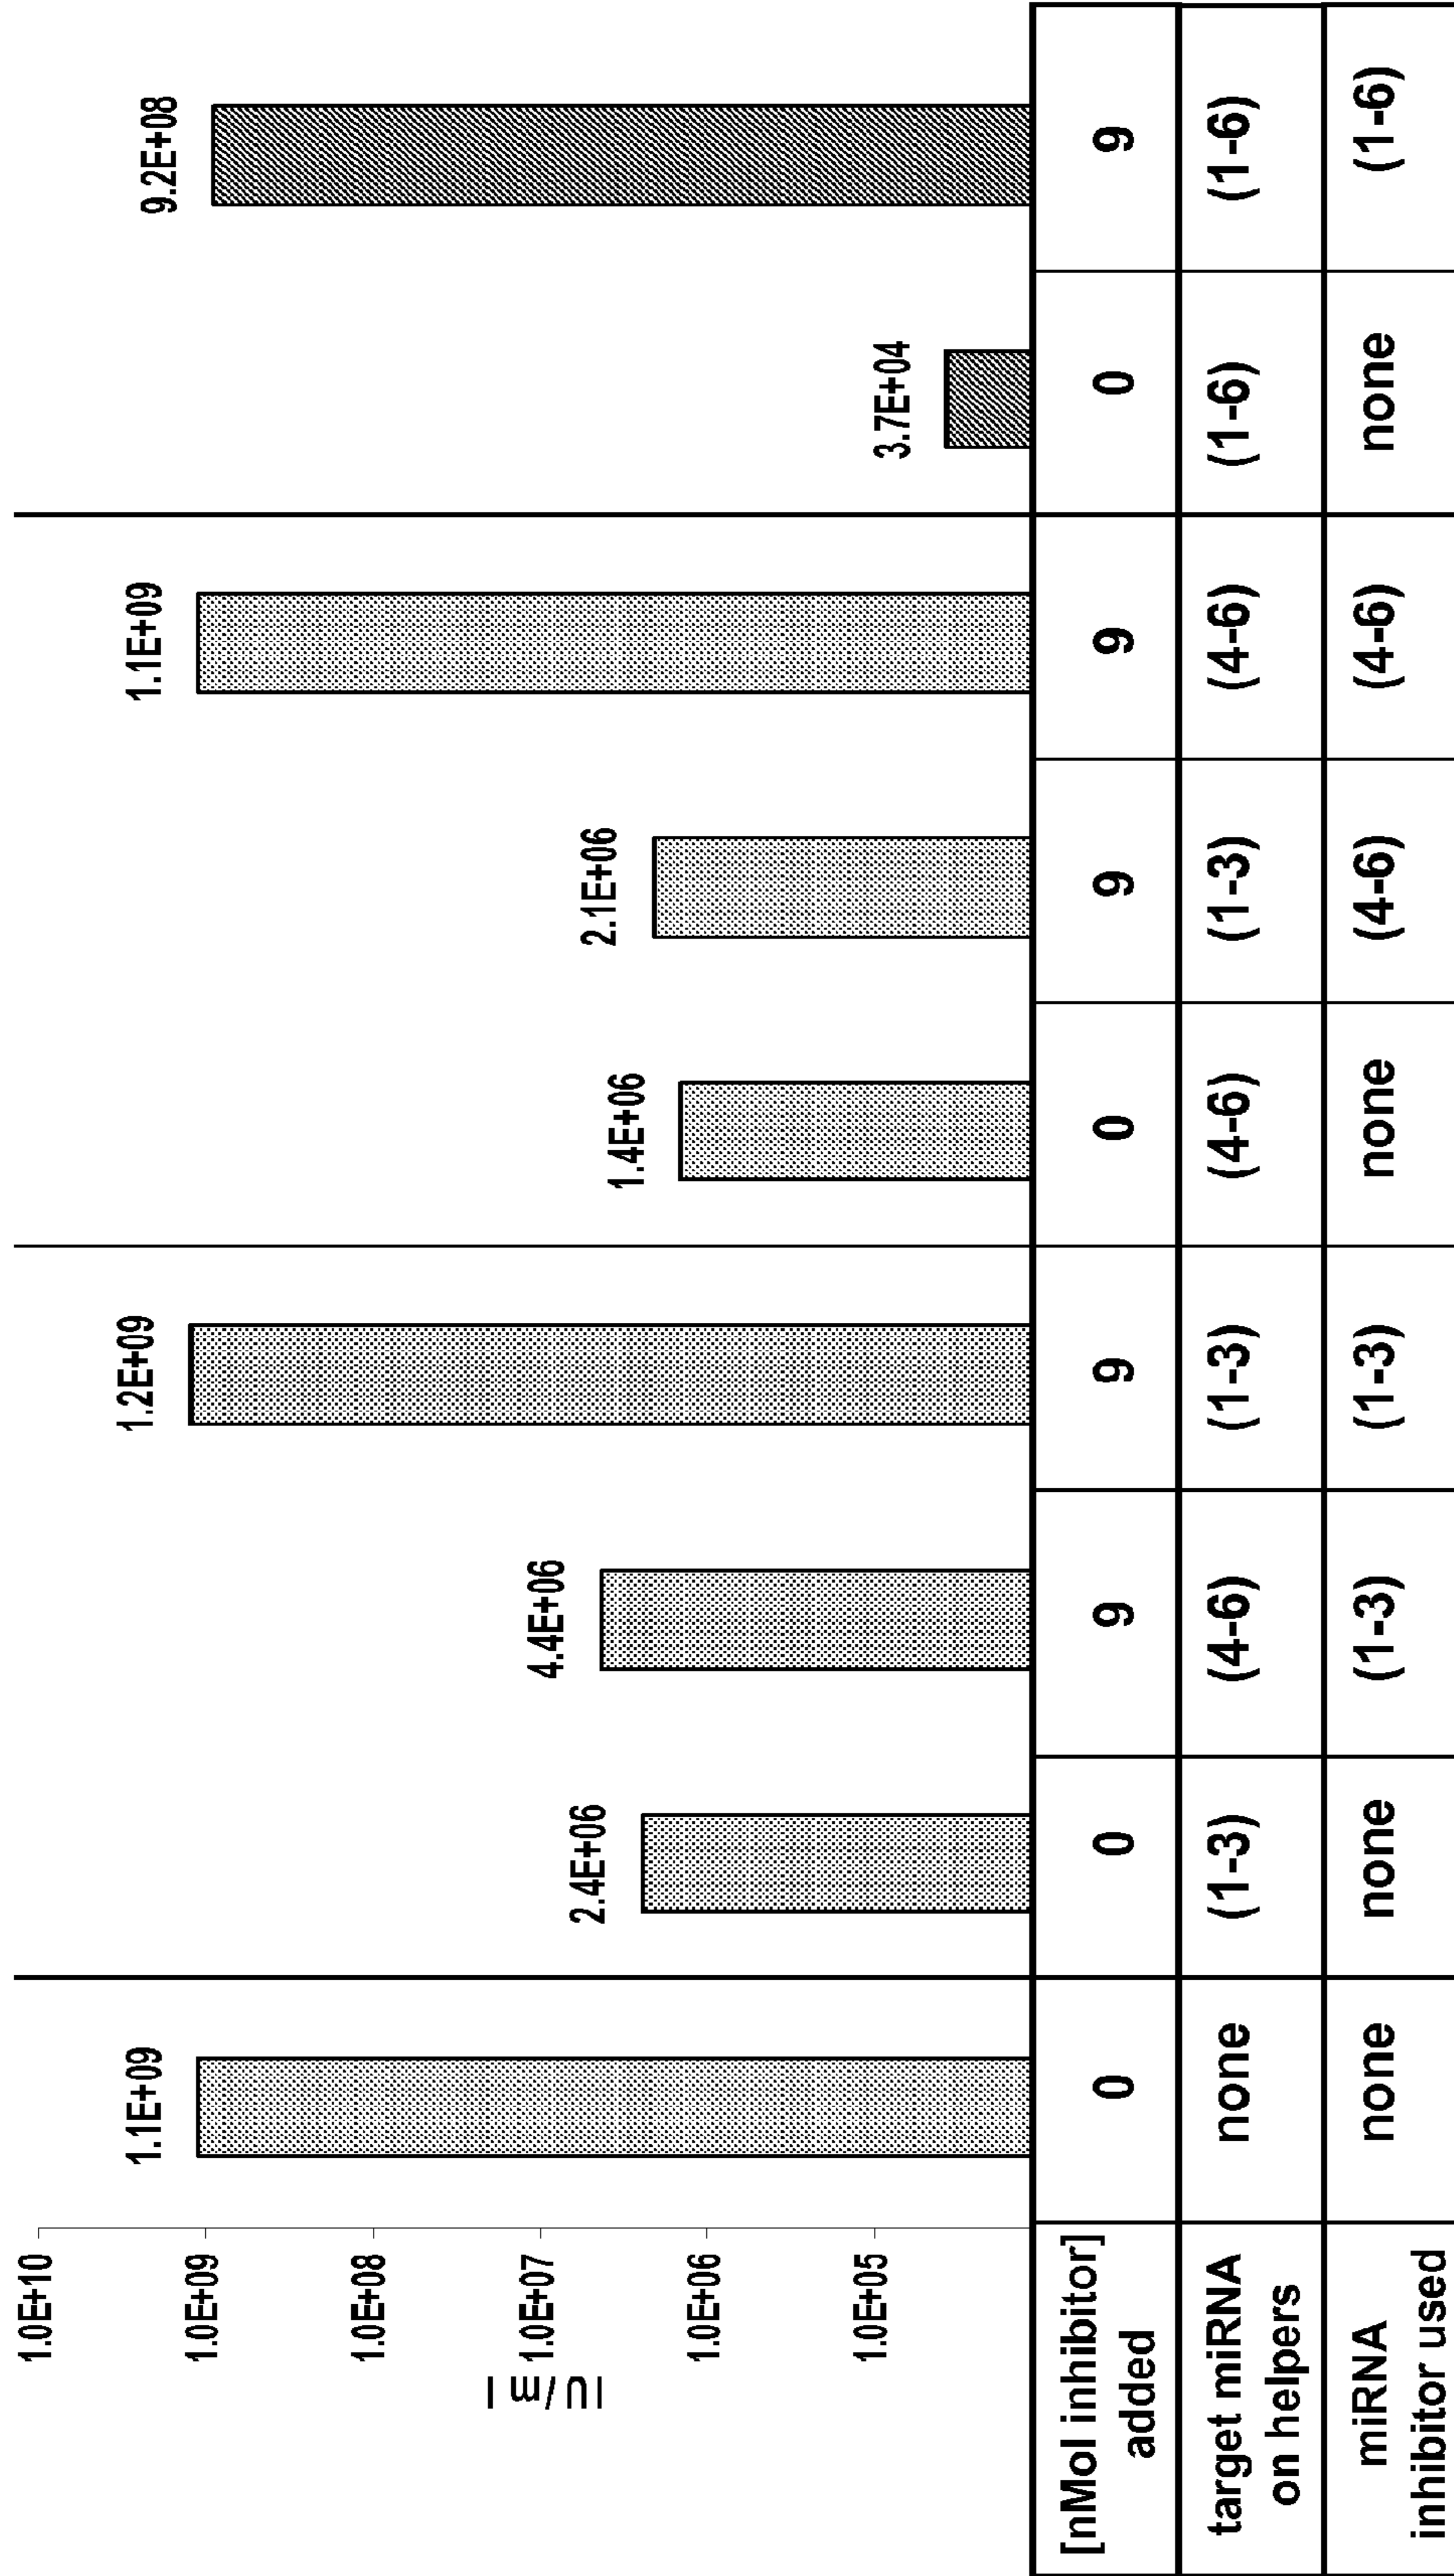 1.0E+10
1.0E+09
1.0E+08
1.0E+07
1.0E+06
1.0E+05
IU/ml
1.1E+09
2.4E+06
4.4E+06
1.2E+09
1.4E+06
2.1E+06
1.1E+09
3.7E+04
9.2E+08
[nMol inhibitor] added
0 0 9 9 0 9 9 0 9
target miRNA on helpers
none (1-3) (4-6) (1-3) (4-6) (1-3) (4-6) (1-6) (1-6)
miRNA inhibitor used
none none (1-3) (1-3) none (4-6) (4-6) none (1-6)